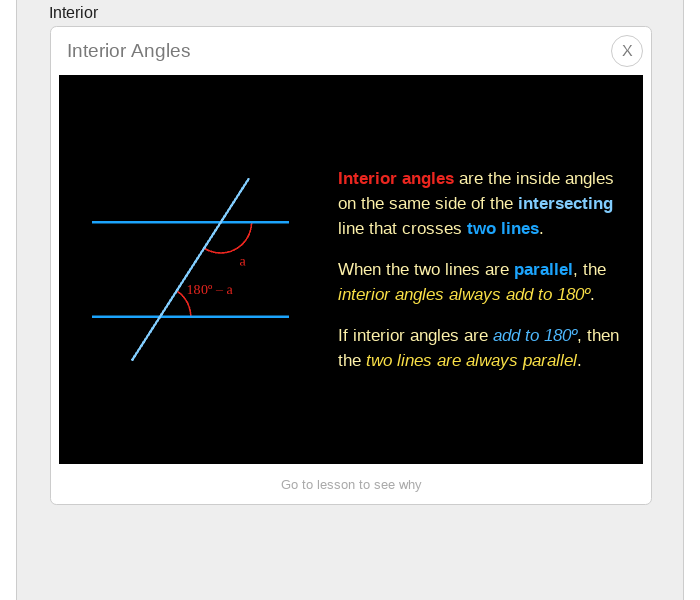 Interior
Interior Angles
X
Interior angles are the inside angles
on the same side of the intersecting
line that crosses two lines.
a
180º – a
When the two lines are parallel, the
interior angles always add to 180º.
If interior angles are add to 180º, then
the two lines are always parallel.
Go to lesson to see why